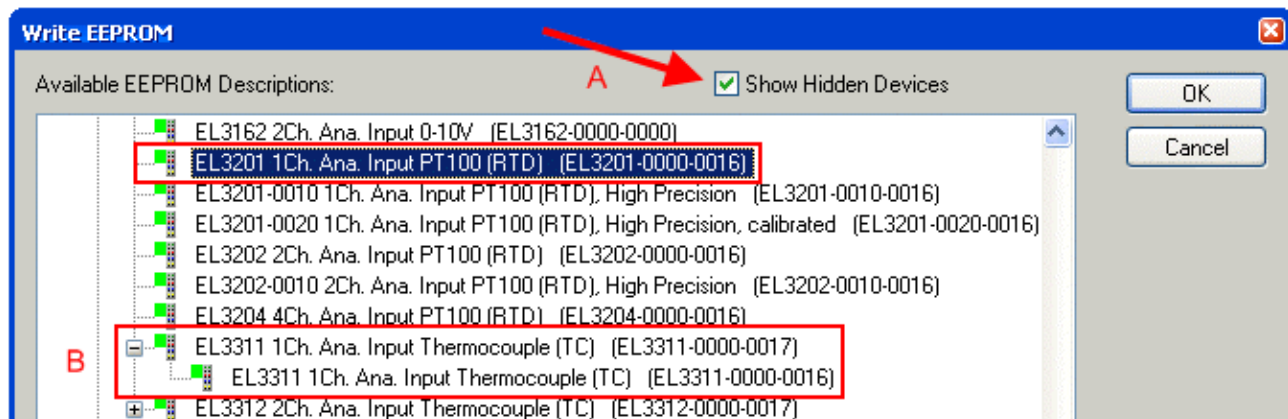 Write EEPROM
Available EEPROM Descriptions:
A
Show Hidden Devices
OK
Cancel
EL3162 2Ch. Ana. Input 0-10V (EL3162-0000-0000)
EL3201 1Ch. Ana. Input PT100 (RTD) (EL3201-0000-0016)
EL3201-0010 1Ch. Ana. Input PT100 (RTD), High Precision (EL3201-0010-0016)
EL3201-0020 1Ch. Ana. Input PT100 (RTD), High Precision, calibrated (EL3201-0020-0016)
EL3202 2Ch. Ana. Input PT100 (RTD) (EL3202-0000-0016)
EL3202-0010 2Ch. Ana. Input PT100 (RTD), High Precision (EL3202-0010-0016)
EL3204 4Ch. Ana. Input PT100 (RTD) (EL3204-0000-0016)
B
EL3311 1Ch. Ana. Input Thermocouple (TC) (EL3311-0000-0017)
EL3311 1Ch. Ana. Input Thermocouple (TC) (EL3311-0000-0016)
EL3312 2Ch. Ana. Input Thermocouple (TC) (EL3312-0000-0017)